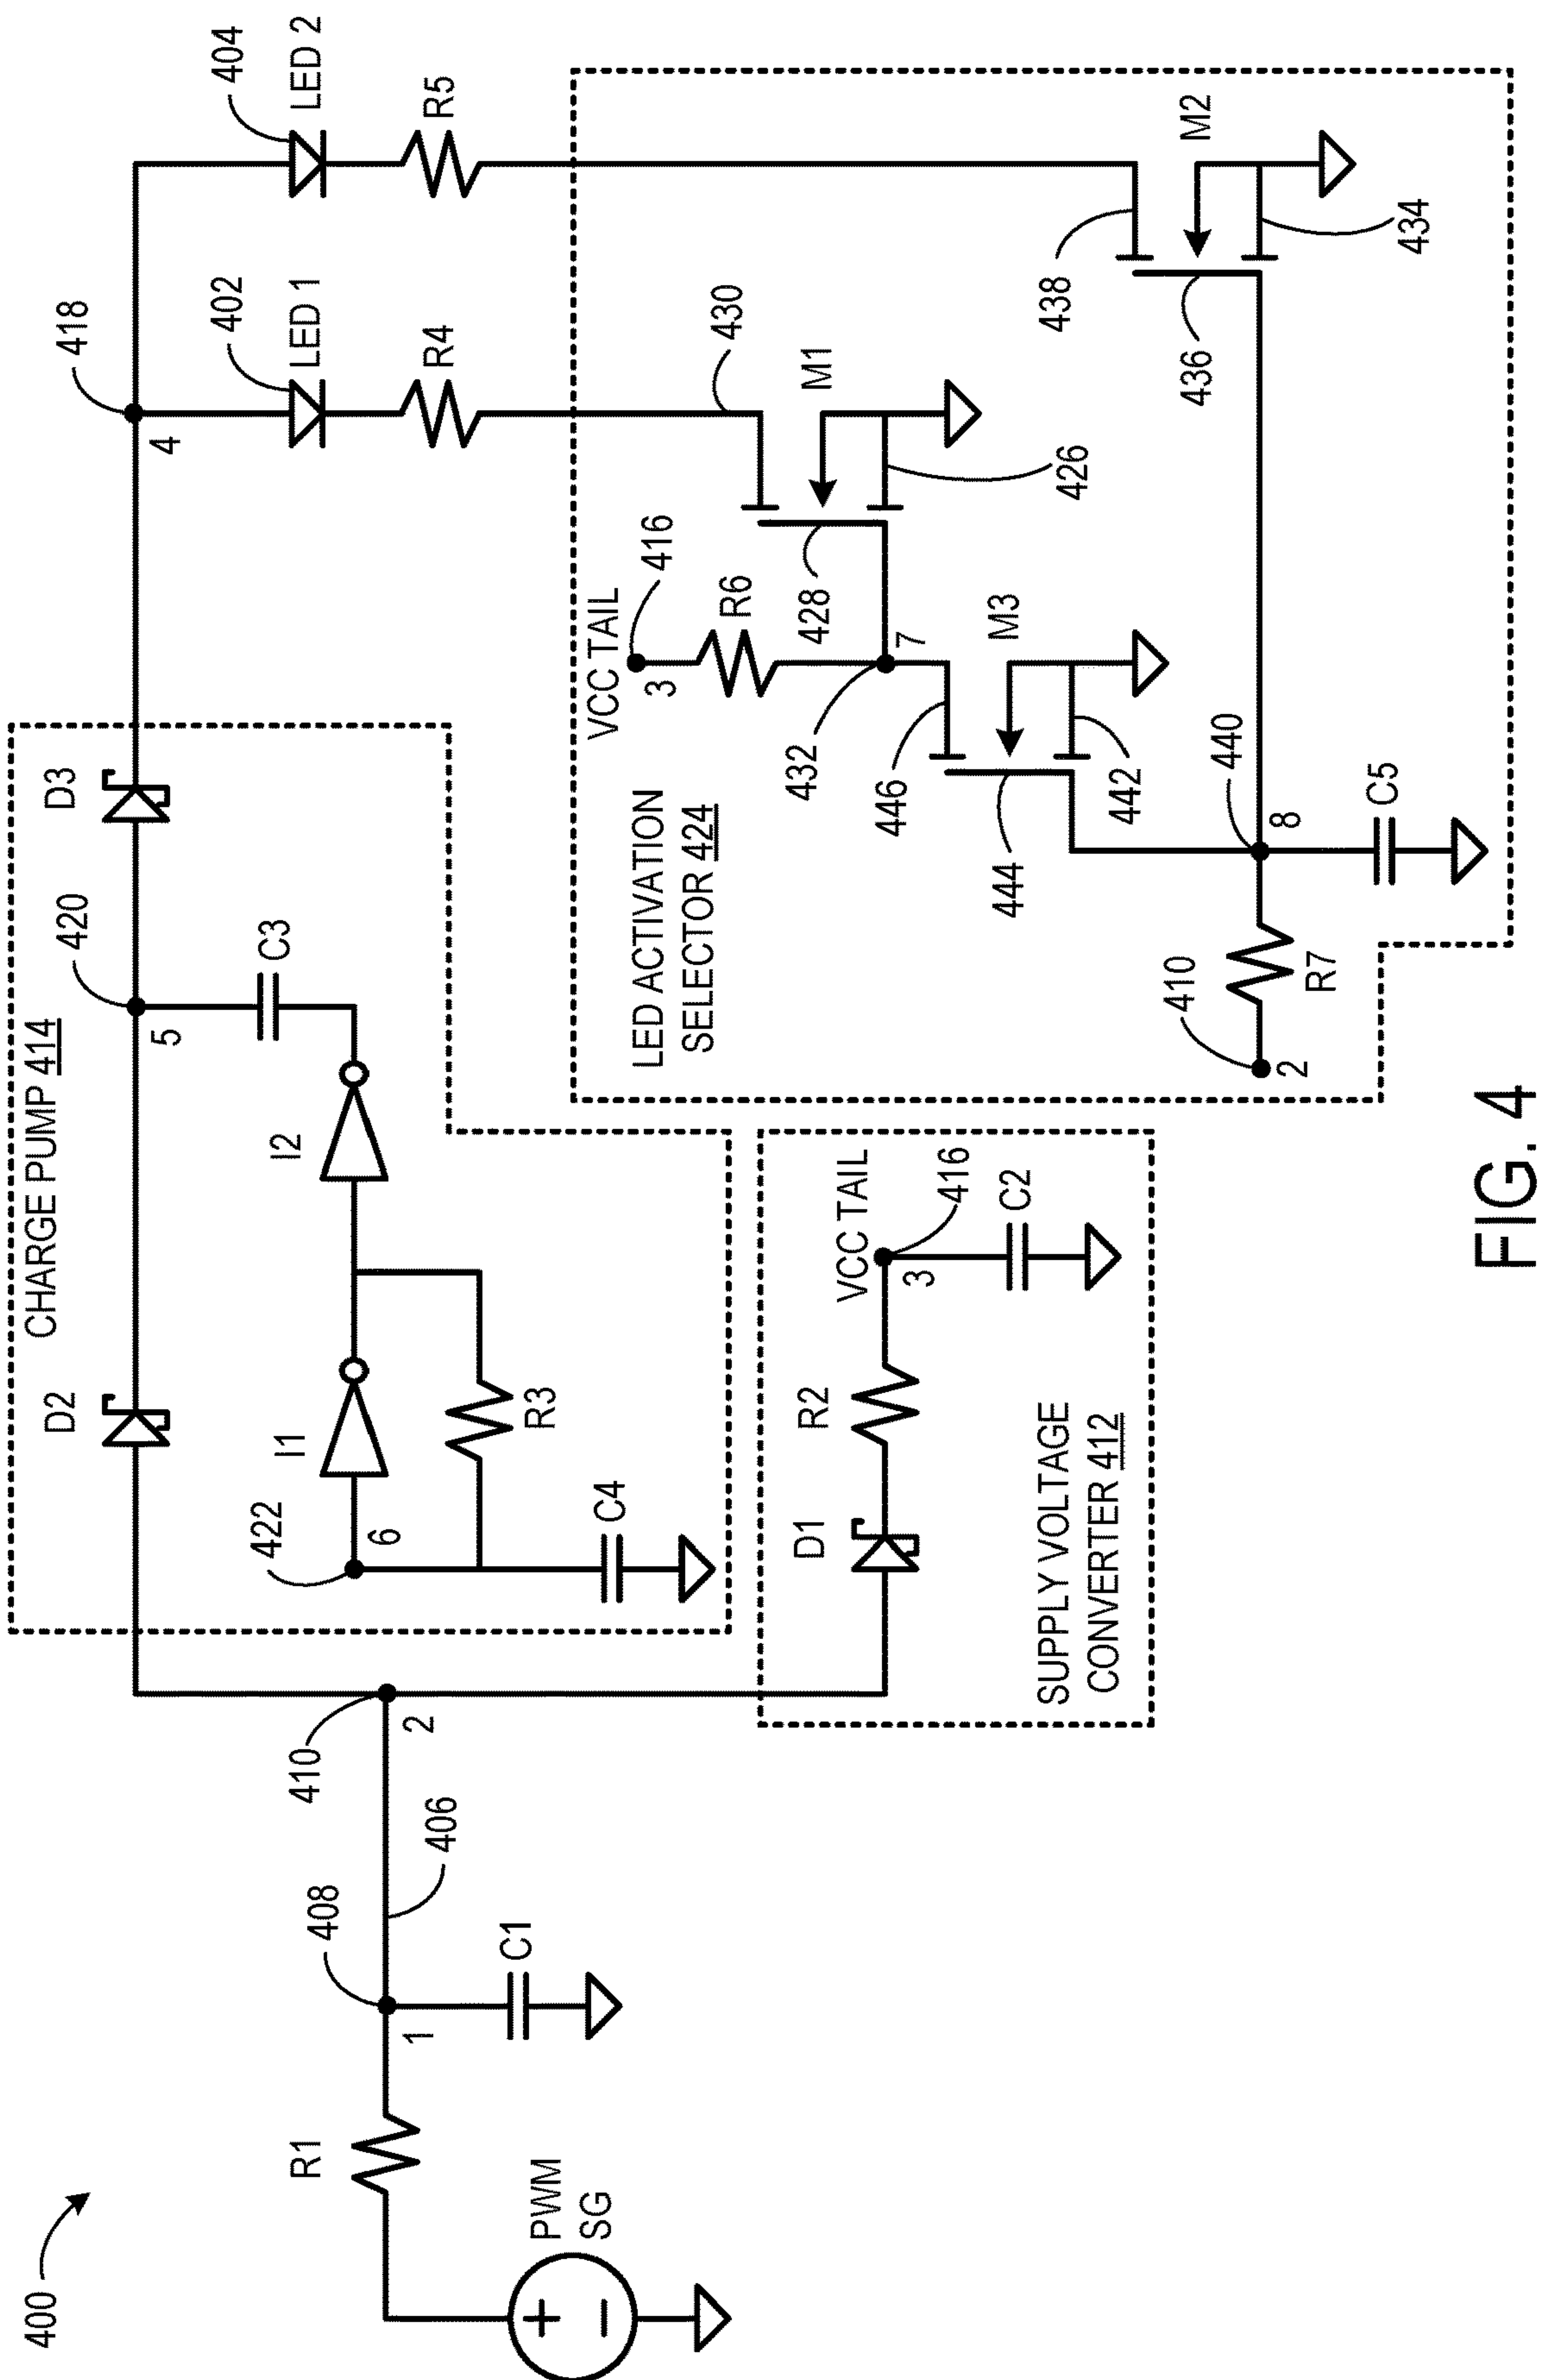 400
PWM
SG
+
−
R1
408
1
C1
406
410
2
CHARGE PUMP 414
D2
422
6
I1
R3
C4
I2
420
5
C3
D3
SUPPLY VOLTAGE
CONVERTER 412
D1
R2
VCC TAIL
416
3
C2
418
4
402
LED 1
R4
404
LED 2
R5
LED ACTIVATION
SELECTOR 424
VCC TAIL
416
3
R6
432
7
430
M1
428
426
446
M3
444
442
440
8
410
2
R7
C5
438
M2
436
434
FIG. 4